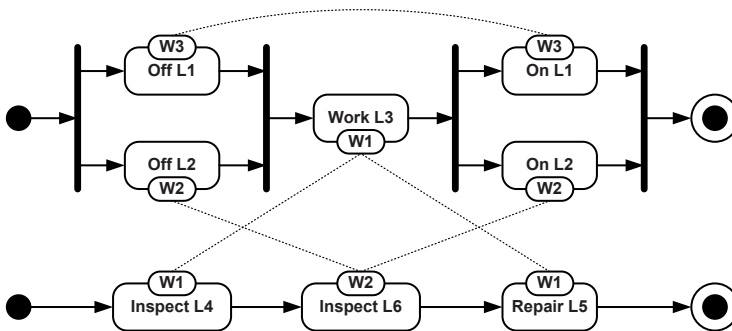 W3
Off L1
W3
On L1
Work L3
W1
Off L2
W2
On L2
W2
W1
Inspect L4
W2
Inspect L6
W1
Repair L5